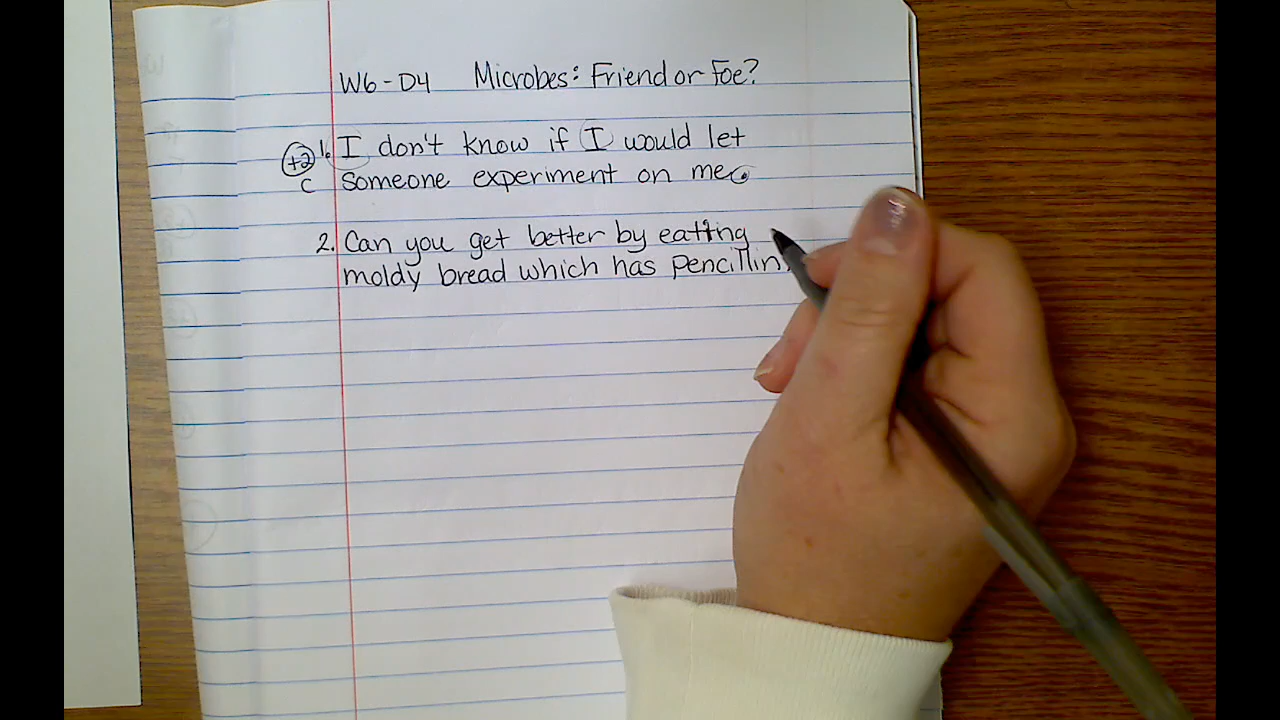 W6-D4 Microbes: Friend or Foe?
+2 1. I don't know if I would let
C someone experiment on me.
2. Can you get better by eatting
moldy bread which has pencillin